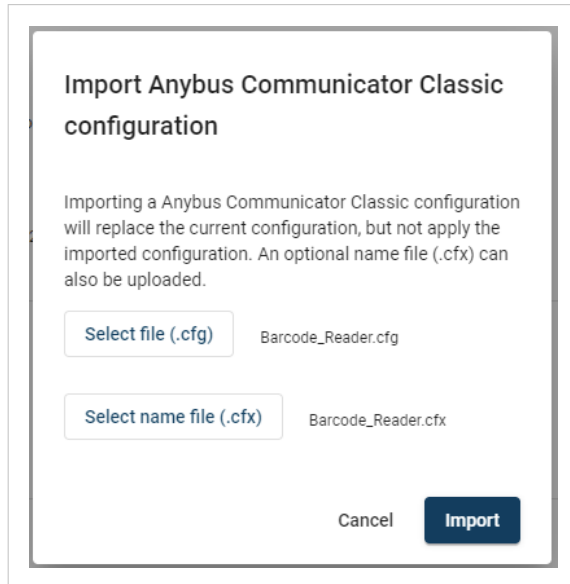 Import Anybus Communicator Classic
configuration
Importing a Anybus Communicator Classic configuration
will replace the current configuration, but not apply the
imported configuration. An optional name file (.cfx) can
also be uploaded.
Select file (.cfg) Barcode_Reader.cfg
Select name file (.cfx) Barcode_Reader.cfx
Cancel Import